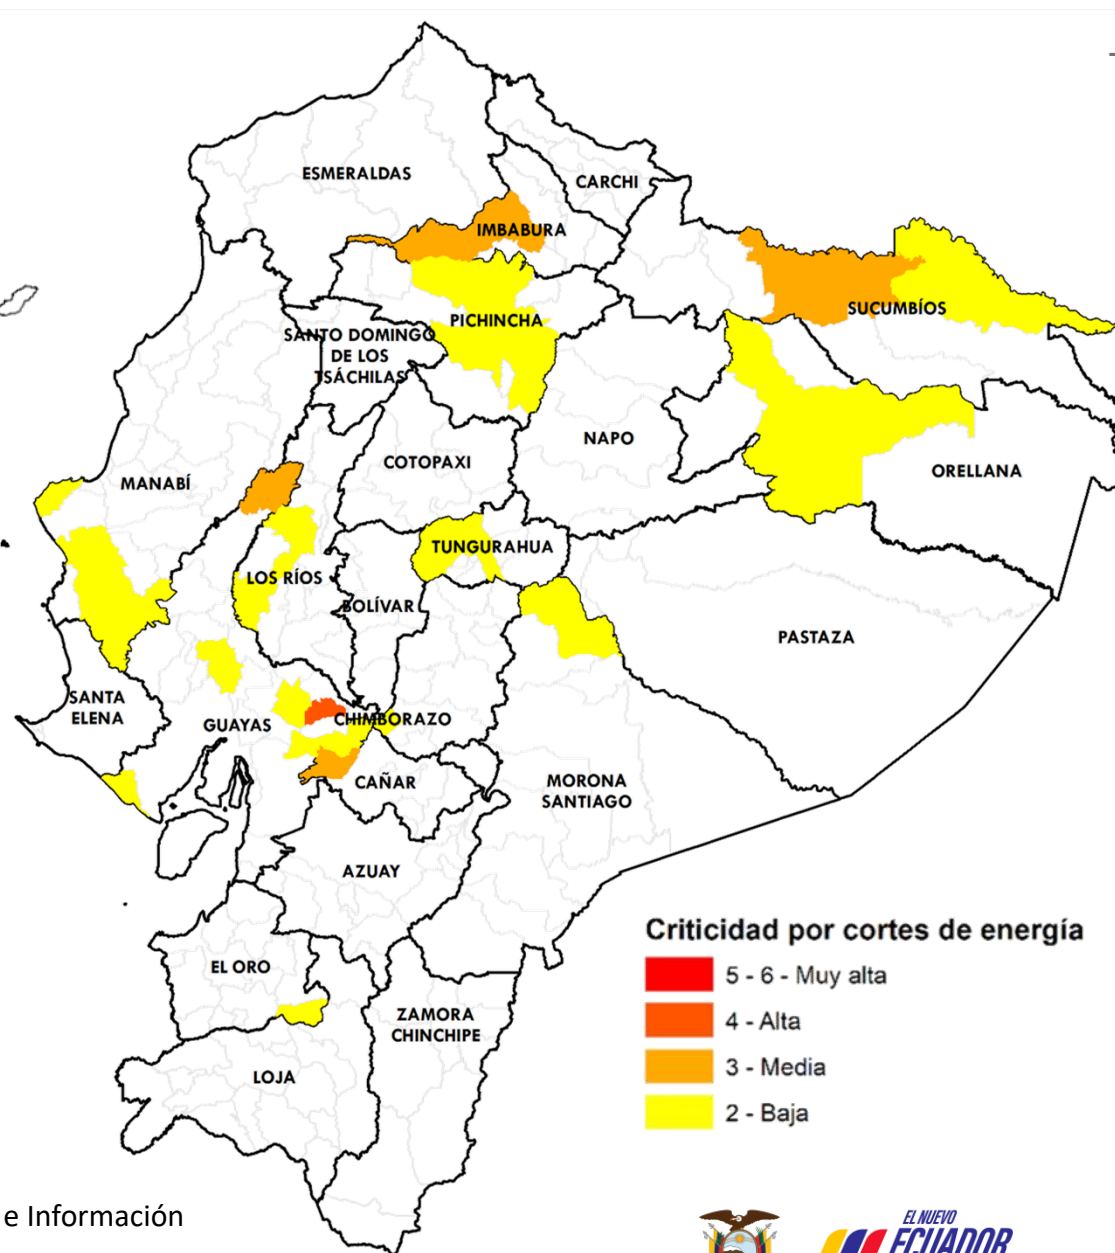 ESMERALDAS
CARCHI
IMBABURA
SUCUMBÍOS
PICHINCHA
SANTO DOMINGO
DE LOS
TSÁCHILAS
NAPO
COTOPAXI
ORELLANA
MANABÍ
TUNGURAHUA
LOS RÍOS
BOLÍVAR
PASTAZA
SANTA
ELENA
GUAYAS
CHIMBORAZO
CAÑAR
MORONA
SANTIAGO
AZUAY
EL ORO
ZAMORA
CHINCHIPE
LOJA
Criticidad por cortes de energía
5 - 6 - Muy alta
4 - Alta
3 - Media
2 - Baja
e Información
EL NUEVO
ECUADOR